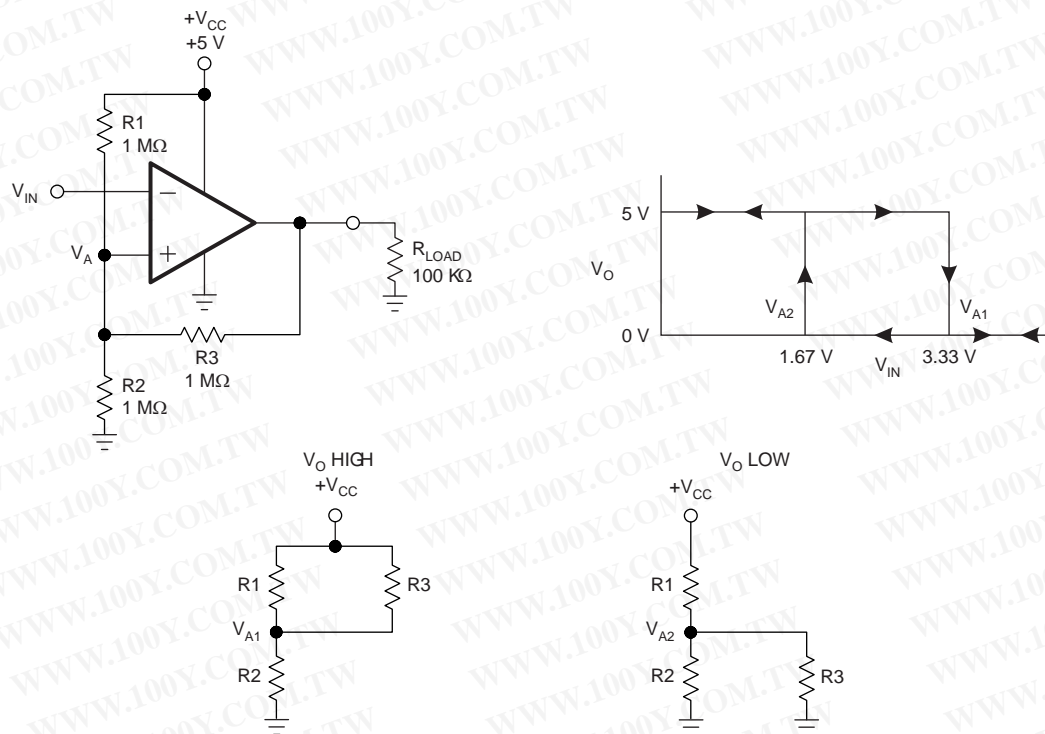 +VCC
+5 V
R1
1 MΩ
VIN
−
VA
+
RLOAD
100 KΩ
R3
1 MΩ
R2
1 MΩ
5 V
VO
0 V
VA2
VA1
1.67 V
VIN
3.33 V
VO HIGH
+VCC
R1
R3
VA1
R2
VO LOW
+VCC
R1
VA2
R2
R3
WWW.100Y.COM.TW